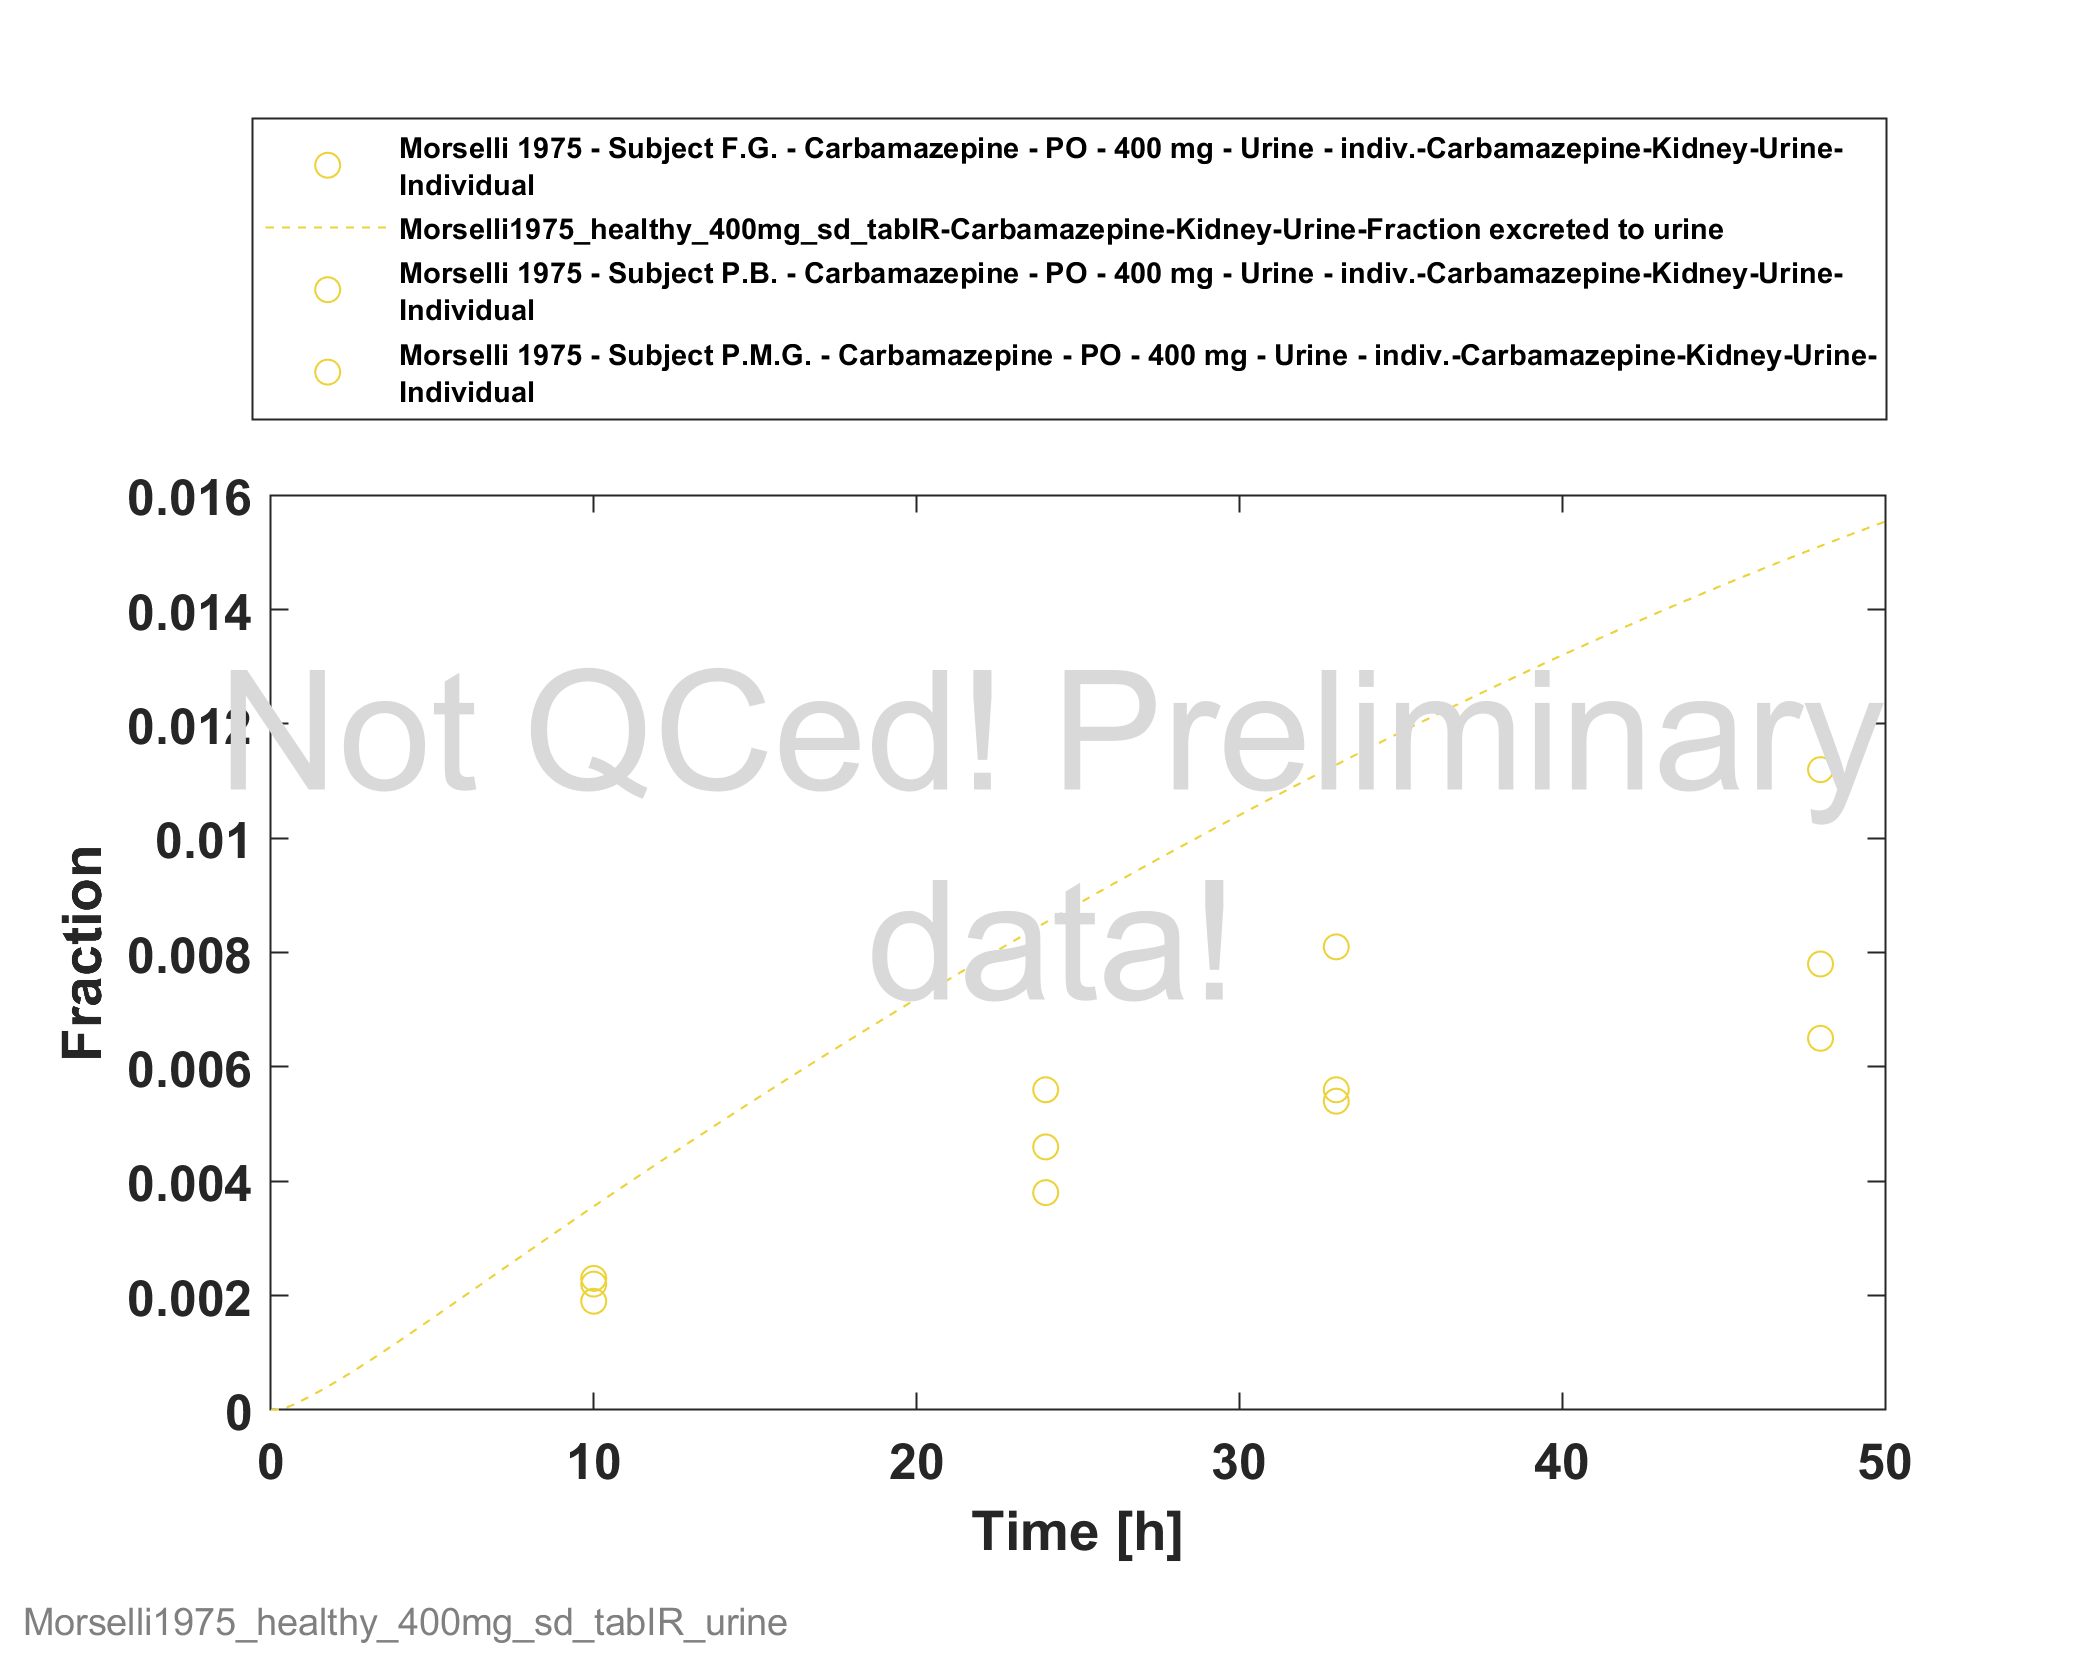 Morselli 1975 - Subject F.G. - Carbamazepine - PO - 400 mg - Urine - indiv.-Carbamazepine-Kidney-Urine-
Individual
Morselli1975_healthy_400mg_sd_tabIR-Carbamazepine-Kidney-Urine-Fraction excreted to urine
Morselli 1975 - Subject P.B. - Carbamazepine - PO - 400 mg - Urine - indiv.-Carbamazepine-Kidney-Urine-
Individual
Morselli 1975 - Subject P.M.G. - Carbamazepine - PO - 400 mg - Urine - indiv.-Carbamazepine-Kidney-Urine-
Individual
0.016
0.014
0.012
0.01
0.008
0.006
0.004
0.002
0
Fraction
Not QCed! Preliminary
data!
0 10 20 30 40 50
Time [h]
Morselli1975_healthy_400mg_sd_tabIR_urine